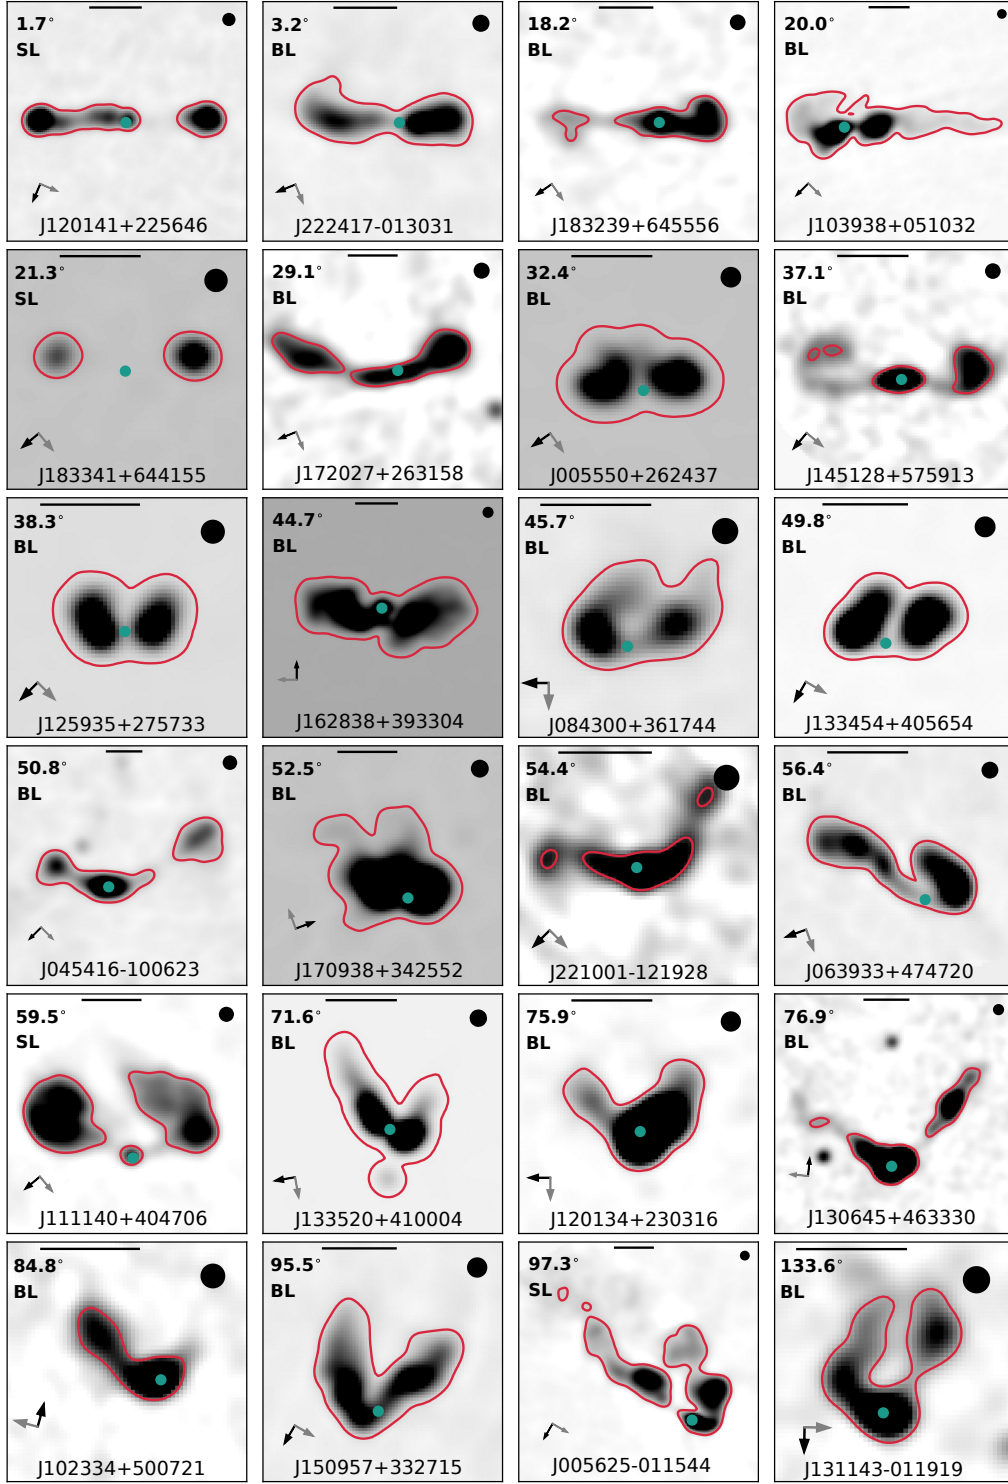 1.7°
SL
J120141+225646
3.2°
BL
J222417-013031
18.2°
BL
J183239+645556
20.0°
BL
J103938+051032
21.3°
SL
J183341+644155
29.1°
BL
J172027+263158
32.4°
BL
J005550+262437
37.1°
BL
J145128+575913
38.3°
BL
J125935+275733
44.7°
BL
J162838+393304
45.7°
BL
J084300+361744
49.8°
BL
J133454+405654
50.8°
BL
J045416-100623
52.5°
BL
J170938+342552
54.4°
BL
J221001-121928
56.4°
BL
J063933+474720
59.5°
SL
J111140+404706
71.6°
BL
J133520+410004
75.9°
BL
J120134+230316
76.9°
BL
J130645+463330
84.8°
BL
J102334+500721
95.5°
BL
J150957+332715
97.3°
SL
J005625-011544
133.6°
BL
J131143-011919